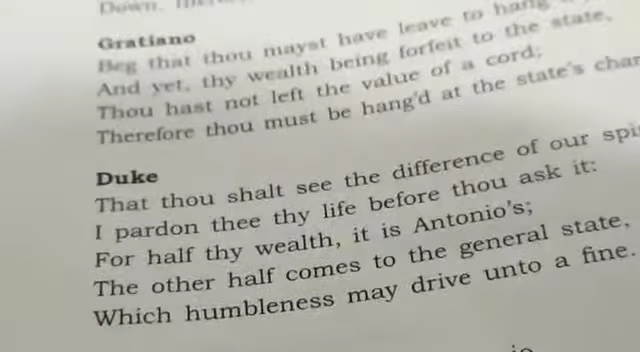 Down,
Gratiano
Beg that thou mayst have leave to hang
And yet, thy wealth being forfeit to the state,
Thou hast not left the value of a cord;
Therefore thou must be hang'd at the state's
Duke
That thou shalt see the difference of our
I pardon thee thy life before thou ask it:
For half thy wealth, it is Antonio's;
The other half comes to the general state,
Which humbleness may drive unto a fine.